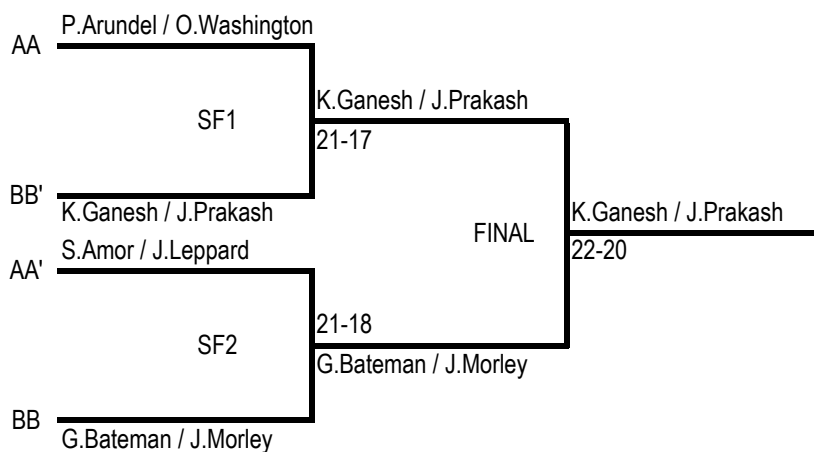 P.Arundel / O.Washington
AA
K.Ganesh / J.Prakash
SF1
21-17
BB'
K.Ganesh / J.Prakash
K.Ganesh / J.Prakash
FINAL
22-20
S.Amor / J.Leppard
AA'
21-18
SF2
G.Bateman / J.Morley
BB
G.Bateman / J.Morley